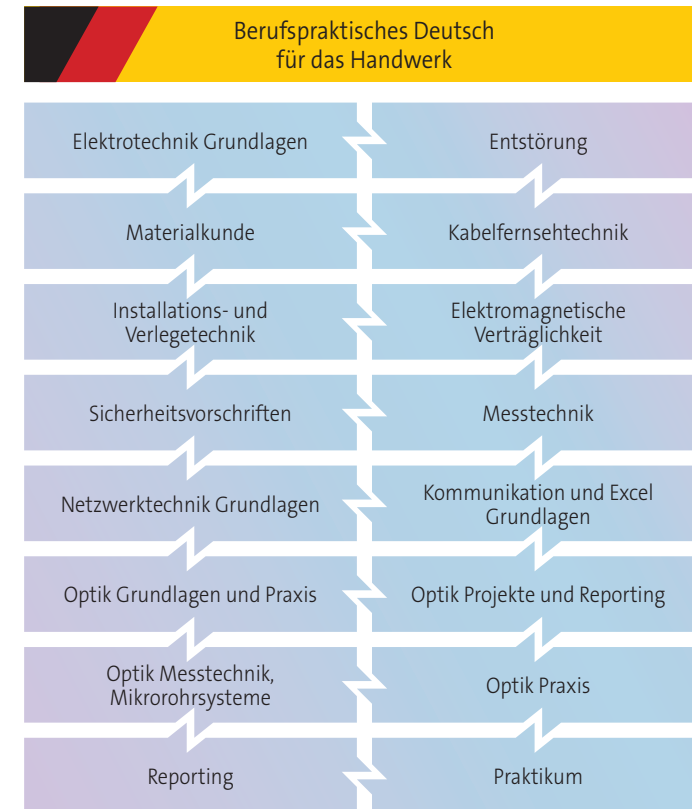 Berufspraktisches Deutsch
für das Handwerk
Elektrotechnik Grundlagen
Entstörung
Materialkunde
Kabelfernsehtechnik
Installations- und
Verlegetechnik
Elektromagnetische
Verträglichkeit
Sicherheitsvorschriften
Messtechnik
Netzwerktechnik Grundlagen
Kommunikation und Excel
Grundlagen
Optik Grundlagen und Praxis
Optik Projekte und Reporting
Optik Messtechnik,
Mikrorohrsysteme
Optik Praxis
Reporting
Praktikum